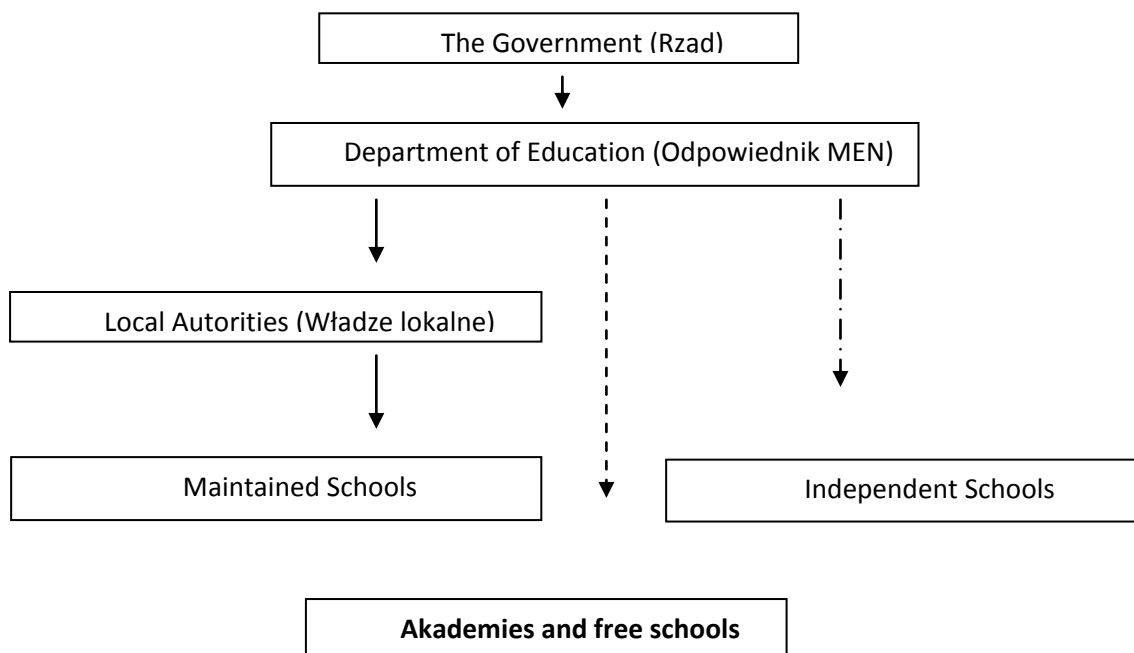 The Government (Rzad)
Department of Education (Odpowiednik MEN)
Local Autorities (Władze lokalne)
Maintained Schools
Independent Schools
Akademies and free schools